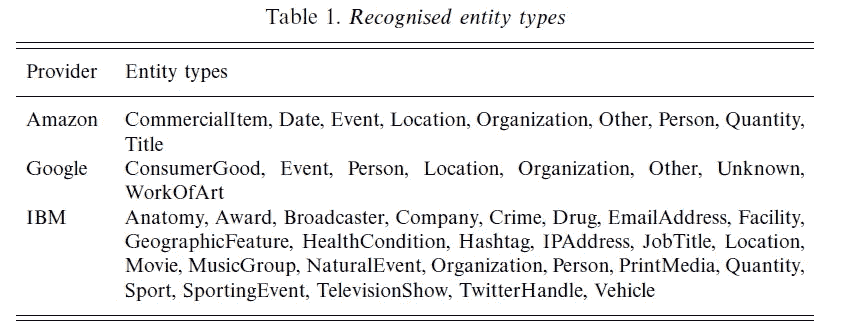 Table 1. Recognised entity types
Provider Entity types
Amazon CommercialItem, Date, Event, Location, Organization, Other, Person, Quantity,
Title
Google ConsumerGood, Event, Person, Location, Organization, Other, Unknown,
WorkOfArt
IBM Anatomy, Award, Broadcaster, Company, Crime, Drug, EmailAddress, Facility,
GeographicFeature, HealthCondition, Hashtag, IPAddress, JobTitle, Location,
Movie, MusicGroup, NaturalEvent, Organization, Person, PrintMedia, Quantity,
Sport, SportingEvent, TelevisionShow, TwitterHandle, Vehicle